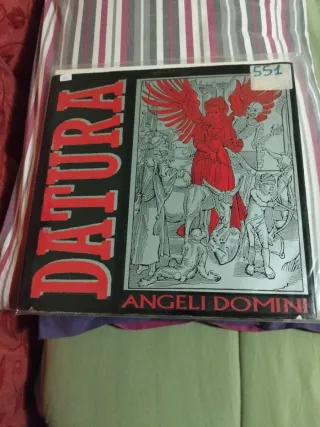 551
DATURA
ANGELI DOMINI